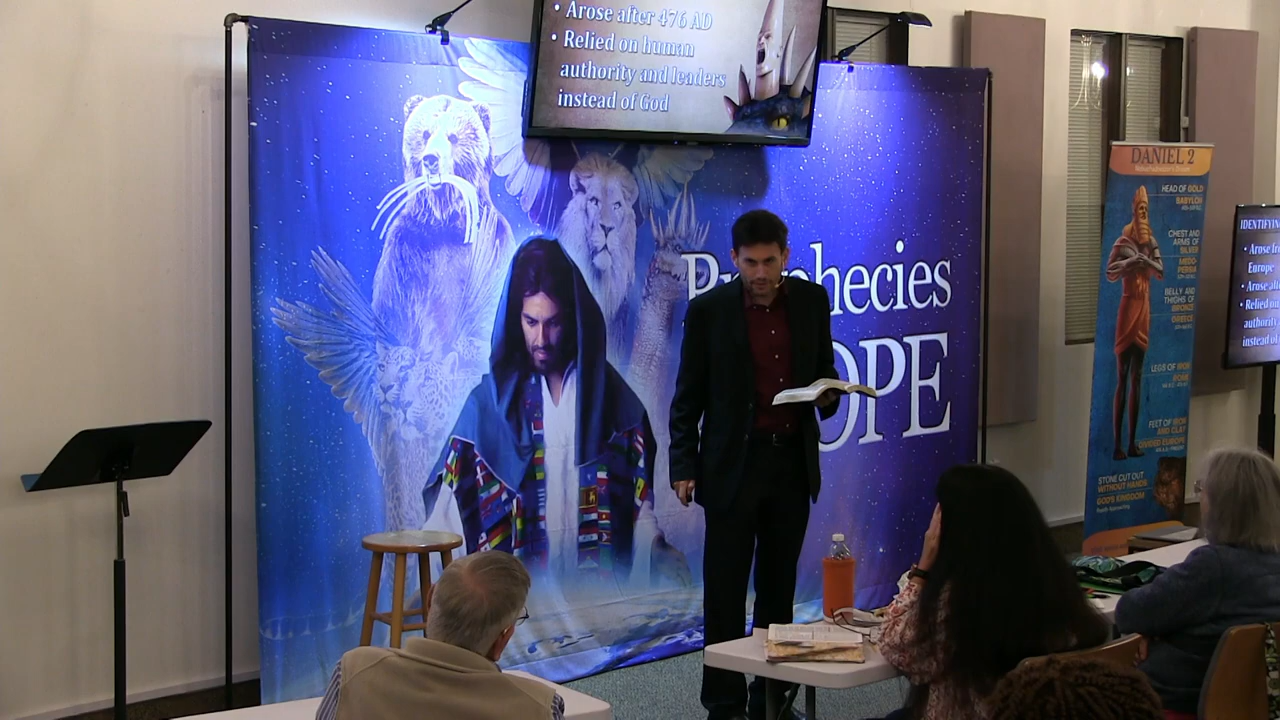 • Arose after 476 AD
• Relied on human
authority and leaders
instead of God
Prophecies
HOPE
DANIEL 2
HEAD OF GOLD
BABYLON
CHEST AND
ARMS OF
SILVER
MEDO-
PERSIA
BELLY AND
THIGHS OF
BRONZE
GREECE
LEGS OF IRON
ROME
FEET OF IRON
AND CLAY
DIVIDED EUROPE
STONE CUT OUT
WITHOUT HANDS
GOD'S KINGDOM
IDENTIFYIN
• Arose fr
Europe
• Arose aft
• Relied on
authority
instead of